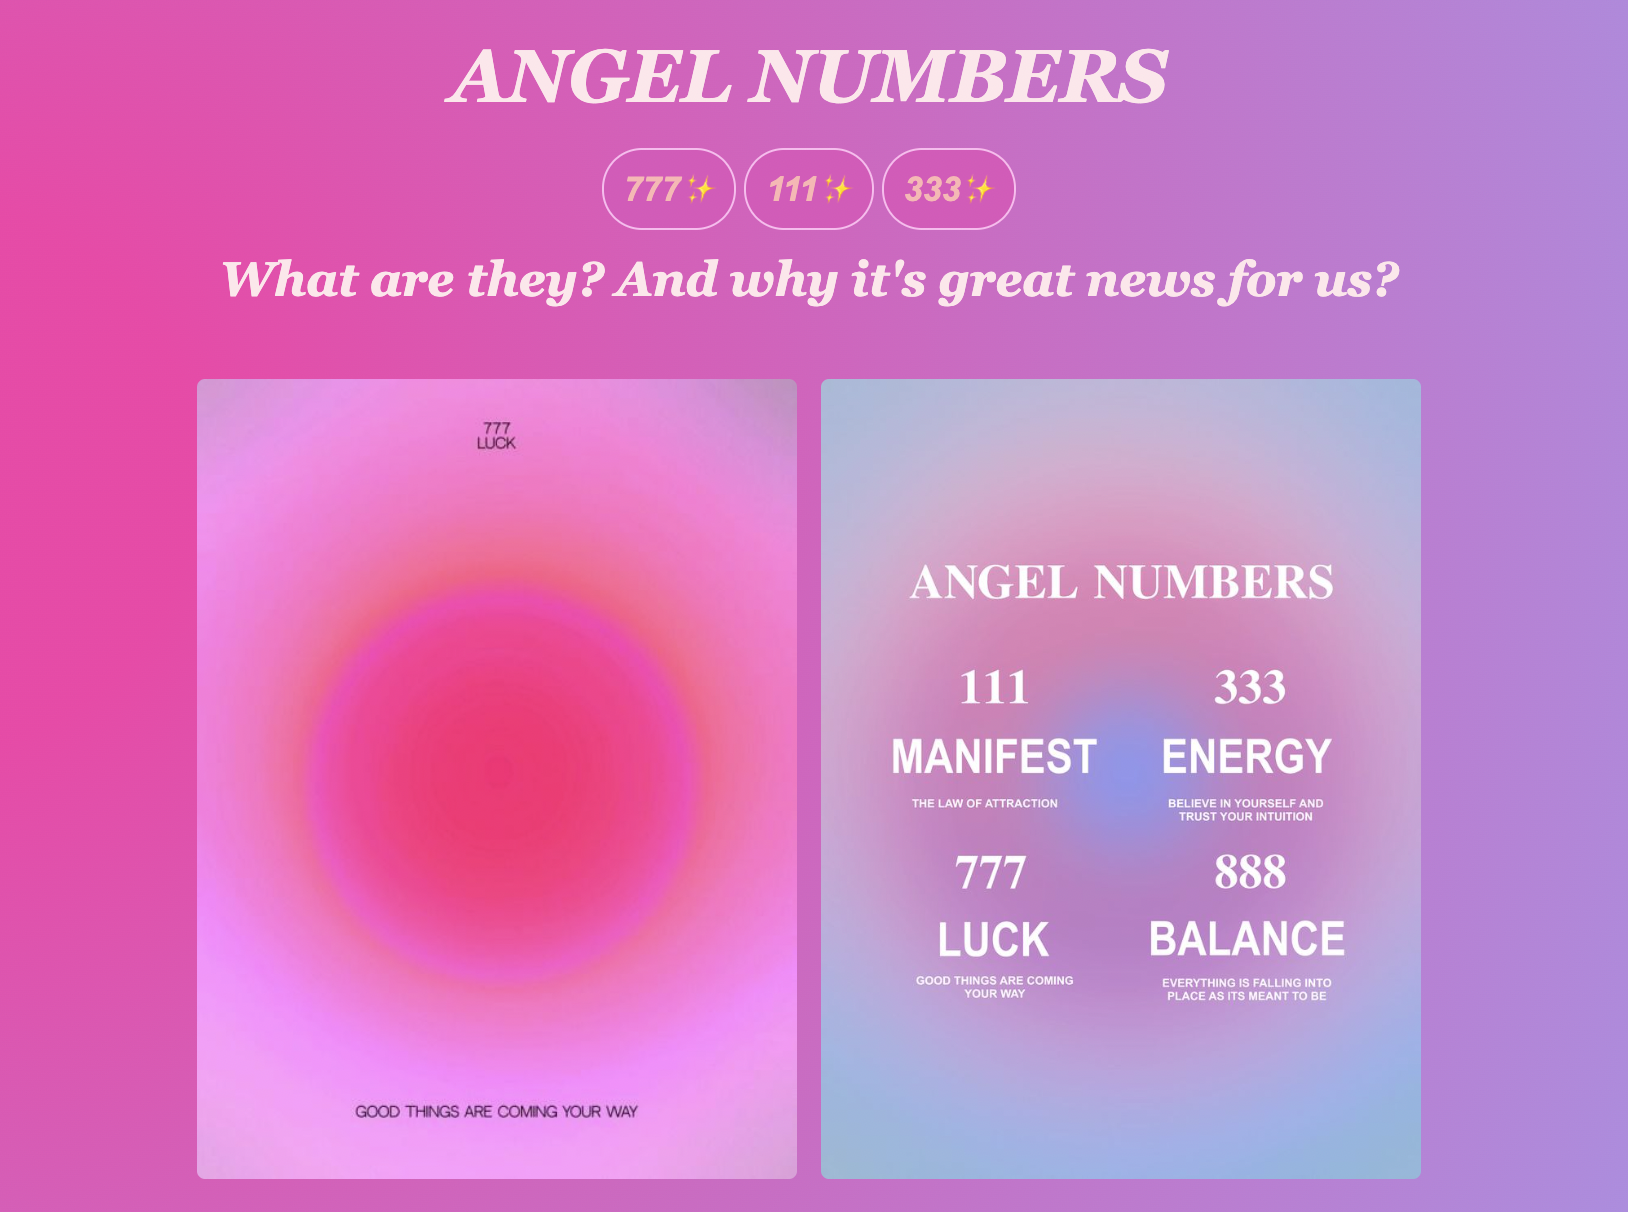 ANGEL NUMBERS
777✨ 111✨ 333✨
What are they? And why it's great news for us?
777
LUCK
GOOD THINGS ARE COMING YOUR WAY
ANGEL NUMBERS
111
MANIFEST
THE LAW OF ATTRACTION
333
ENERGY
BELIEVE IN YOURSELF AND
TRUST YOUR INTUITION
777
LUCK
GOOD THINGS ARE COMING
YOUR WAY
888
BALANCE
EVERYTHING IS FALLING INTO
PLACE AS ITS MEANT TO BE